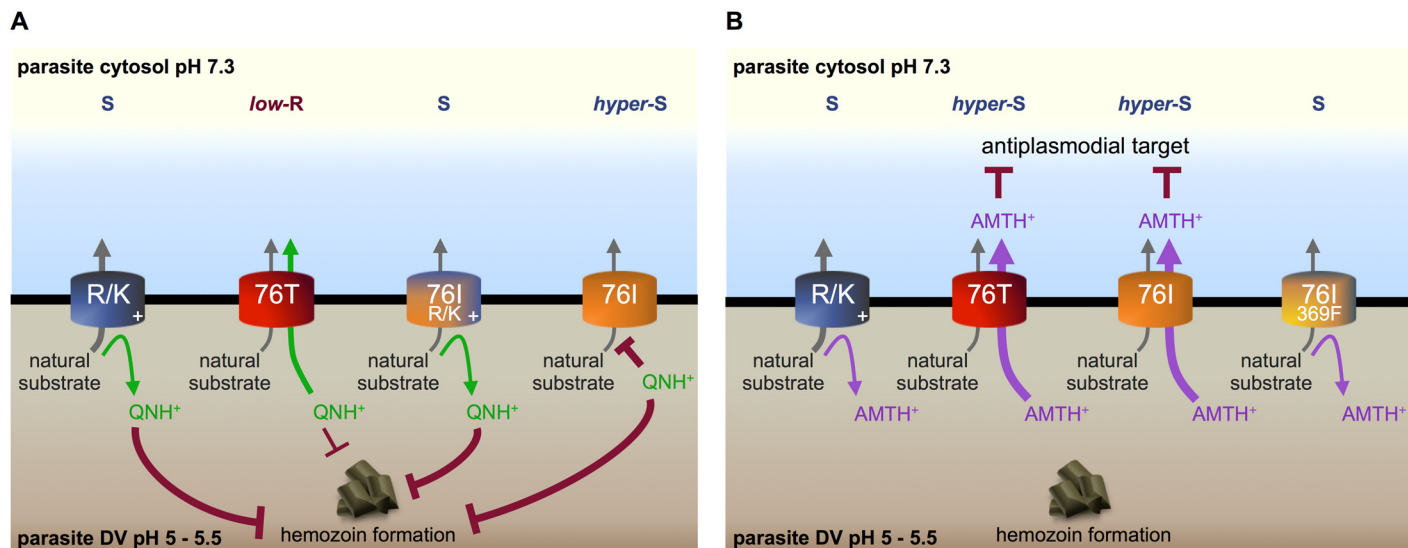 A
parasite cytosol pH 7.3
S
low-R
S
hyper-S
R/K
+
76T
76I
R/K +
76I
natural
substrate
natural
substrate
natural
substrate
natural
substrate
QNH⁺
QNH⁺
QNH⁺
QNH⁺
hemozoin formation
parasite DV pH 5 - 5.5
B
parasite cytosol pH 7.3
S
hyper-S
hyper-S
S
antiplasmodial target
AMTH⁺
AMTH⁺
R/K
+
76T
76I
76I
369F
natural
substrate
natural
substrate
natural
substrate
natural
substrate
AMTH⁺
AMTH⁺
AMTH⁺
AMTH⁺
hemozoin formation
parasite DV pH 5 - 5.5